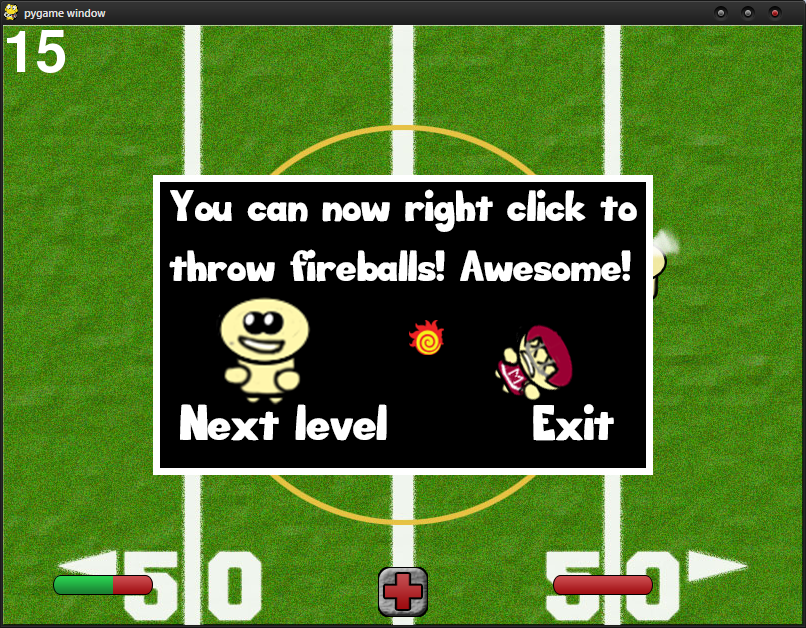 pygame window
15
You can now right click to
throw fireballs! Awesome!
M
Next level
Exit
50
50